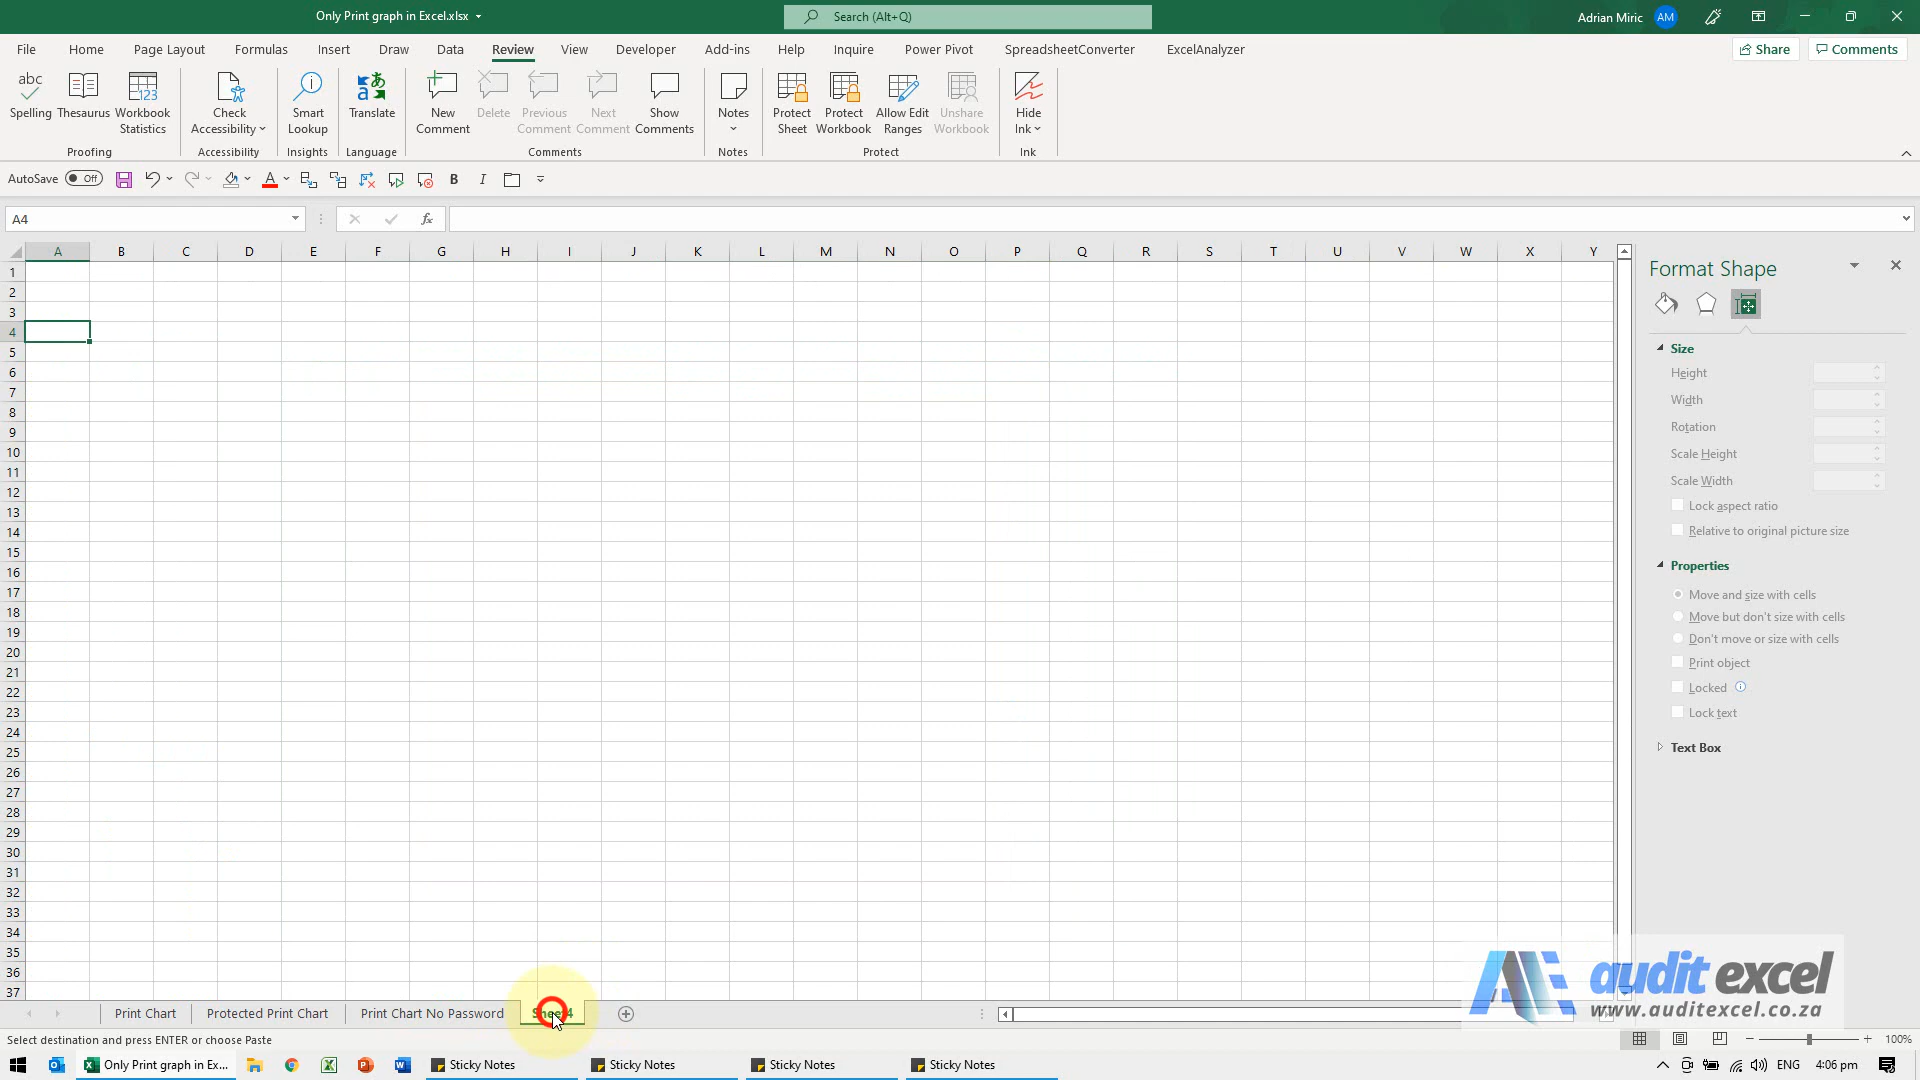 Only Print graph in Excel.xlsx
Search (Alt+Q)
Adrian Miric AM
File Home Page Layout Formulas Insert Draw Data Review View Developer Add-ins Help Inquire Power Pivot SpreadsheetConverter ExcelAnalyzer
Share Comments
Spelling Thesaurus Workbook Statistics
Check Accessibility
Smart Lookup
Translate
New Comment Delete Previous Comment Next Comment Show Comments
Notes
Protect Sheet Protect Workbook Allow Edit Ranges Unshare Workbook
Hide Ink
Proofing Accessibility Insights Language Comments Notes Protect Ink
AutoSave Off
A4
A B C D E F G H I J K L M N O P Q R S T U V W X Y
1
2
3
4
5
6
7
8
9
10
11
12
13
14
15
16
17
18
19
20
21
22
23
24
25
26
27
28
29
30
31
32
33
34
35
36
37
Format Shape
Size
Height
Width
Rotation
Scale Height
Scale Width
Lock aspect ratio
Relative to original picture size
Properties
Move and size with cells
Move but don't size with cells
Don't move or size with cells
Print object
Locked
Lock text
Text Box
audit excel
www.auditexcel.co.za
Print Chart Protected Print Chart Print Chart No Password Sheet4
Select destination and press ENTER or choose Paste
100%
Only Print graph in Ex... Sticky Notes Sticky Notes Sticky Notes Sticky Notes
ENG 4:06 pm